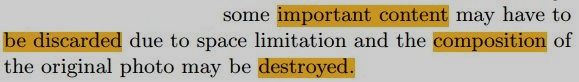 some important content may have to
be discarded due to space limitation and the composition of
the original photo may be destroyed.